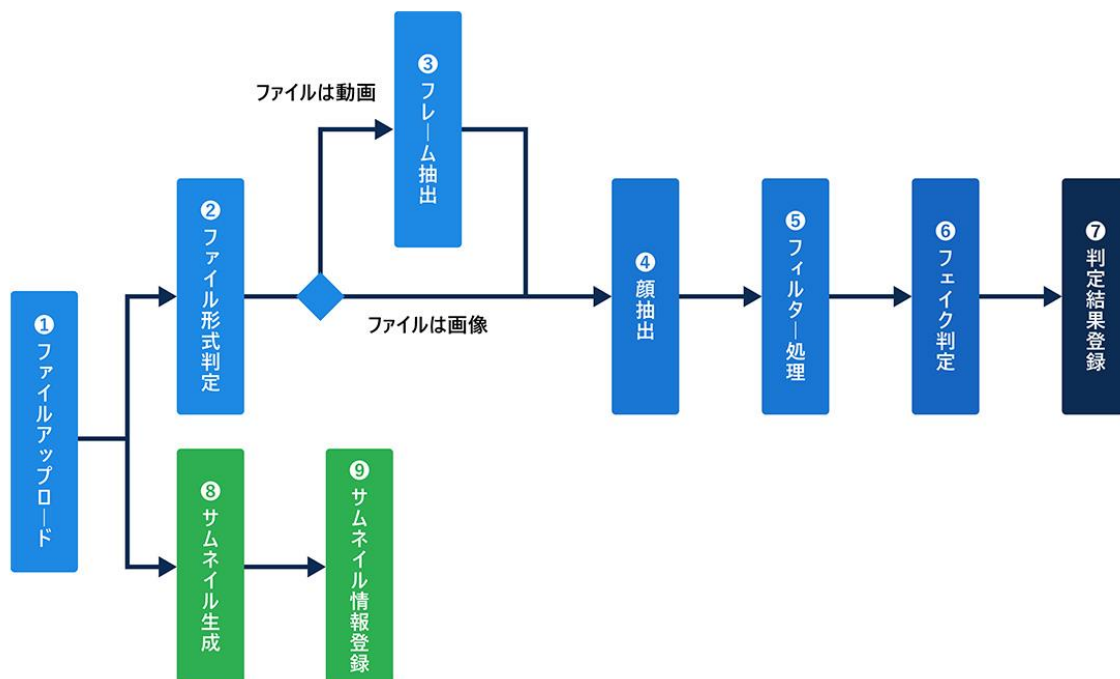 ❶ファイルアップロード
❷ファイル形式判定
ファイルは動画
❸フレーム抽出
ファイルは画像
❹顔抽出
❺フィルター処理
❻フェイク判定
❼判定結果登録
❽サムネイル生成
❾サムネイル情報登録